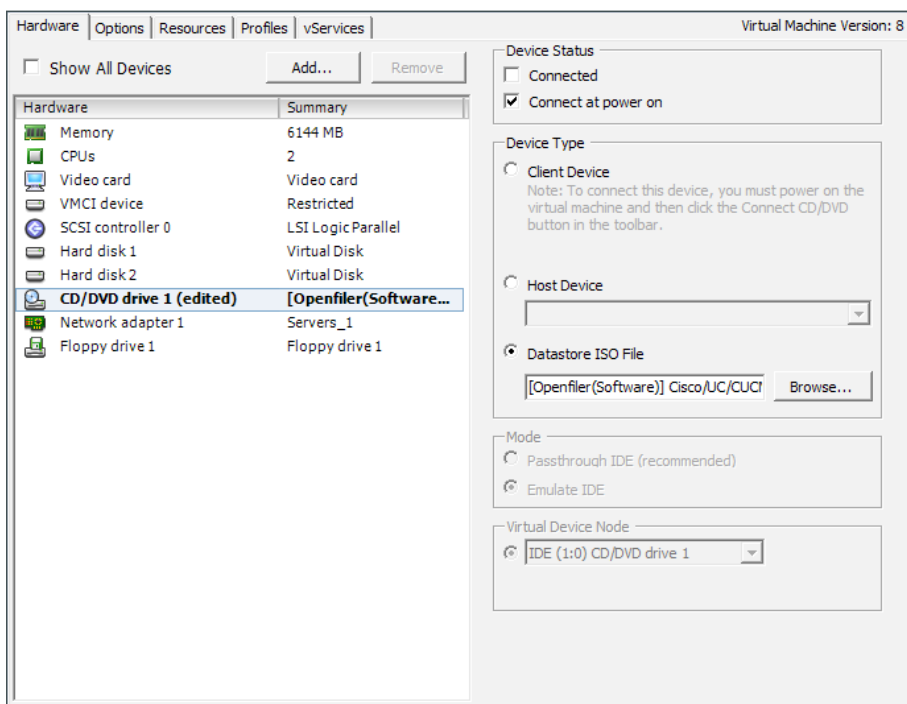 Hardware Options Resources Profiles vServices Virtual Machine Version: 8
Show All Devices Add... Remove
Hardware Summary
Memory 6144 MB
CPUs 2
Video card Video card
VMCI device Restricted
SCSI controller 0 LSI Logic Parallel
Hard disk 1 Virtual Disk
Hard disk 2 Virtual Disk
CD/DVD drive 1 (edited) [Openfiler(Software...
Network adapter 1 Servers_1
Floppy drive 1 Floppy drive 1
Device Status
Connected
Connect at power on
Device Type
Client Device
Note: To connect this device, you must power on the
virtual machine and then click the Connect CD/DVD
button in the toolbar.
Host Device
Datastore ISO File
[Openfiler(Software)] Cisco/UC/CUC Browse...
Mode
Passthrough IDE (recommended)
Emulate IDE
Virtual Device Node
IDE (1:0) CD/DVD drive 1